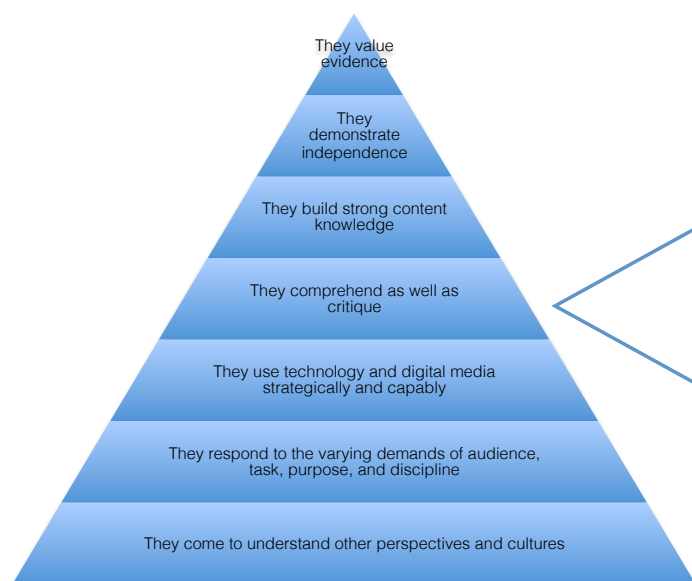 They value
evidence
They
demonstrate
independence
They build strong content
knowledge
They comprehend as well as
critique
They use technology and digital media
strategically and capably
They respond to the varying demands of audience,
task, purpose, and discipline
They come to understand other perspectives and cultures